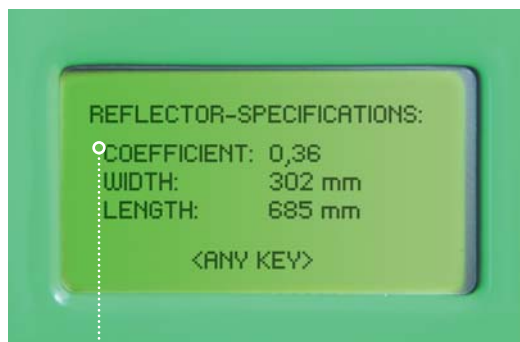 REFLECTOR-SPECIFICATIONS:
COEFFICIENT: 0,36
WIDTH: 302 mm
LENGTH: 685 mm
<ANY KEY>